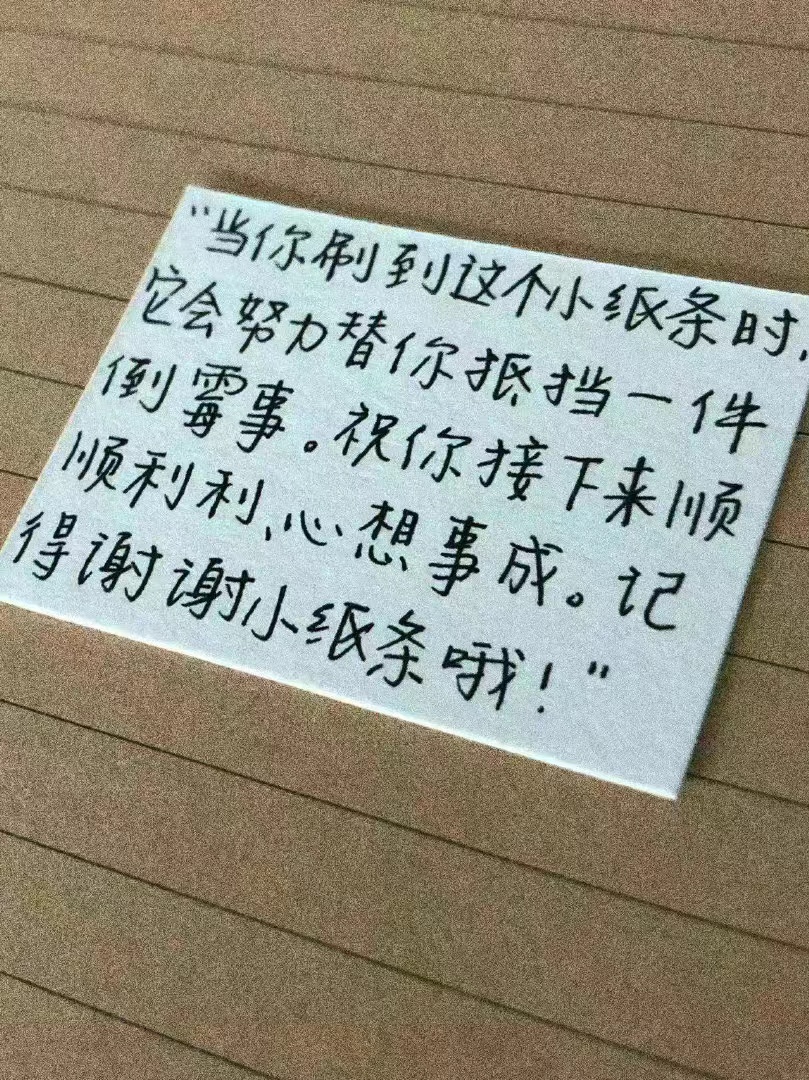 “当你刷到这个小纸条时,
它会努力替你抵挡一件
倒霉事。祝你接下来顺
顺利利、心想事成。记
得谢谢小纸条哦!”